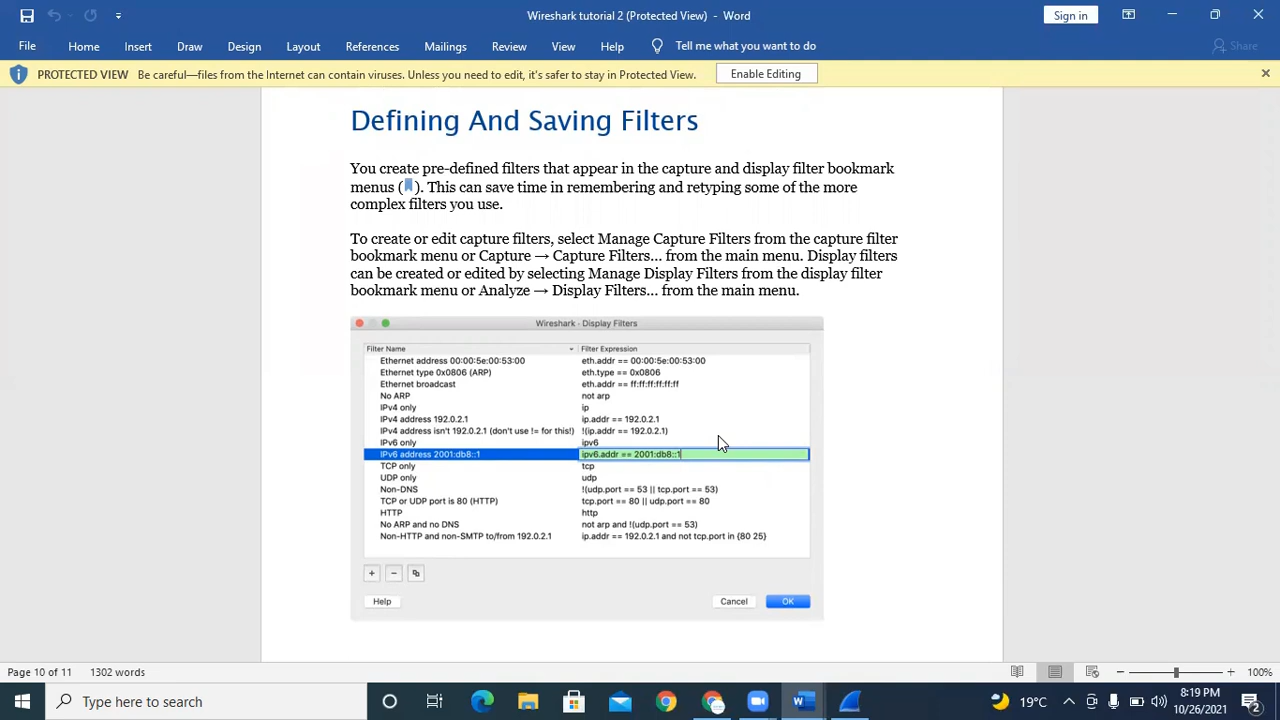 Wireshark tutorial 2 (Protected View) - Word
Sign in
File Home Insert Draw Design Layout References Mailings Review View Help Tell me what you want to do Share
PROTECTED VIEW Be careful—files from the Internet can contain viruses. Unless you need to edit, it's safer to stay in Protected View. Enable Editing
Defining And Saving Filters
You create pre-defined filters that appear in the capture and display filter bookmark
menus ( ). This can save time in remembering and retyping some of the more
complex filters you use.
To create or edit capture filters, select Manage Capture Filters from the capture filter
bookmark menu or Capture → Capture Filters… from the main menu. Display filters
can be created or edited by selecting Manage Display Filters from the display filter
bookmark menu or Analyze → Display Filters… from the main menu.
Wireshark · Display Filters
Filter Name Filter Expression
Ethernet address 00:00:5e:00:53:00 eth.addr == 00:00:5e:00:53:00
Ethernet type 0x0806 (ARP) eth.type == 0x0806
Ethernet broadcast eth.addr == ff:ff:ff:ff:ff:ff
No ARP not arp
IPv4 only ip
IPv4 address 192.0.2.1 ip.addr == 192.0.2.1
IPv4 address isn't 192.0.2.1 (don't use != for this!) !(ip.addr == 192.0.2.1)
IPv6 only ipv6
IPv6 address 2001:db8::1 ipv6.addr == 2001:db8::1
TCP only tcp
UDP only udp
Non-DNS !(udp.port == 53 || tcp.port == 53)
TCP or UDP port is 80 (HTTP) tcp.port == 80 || udp.port == 80
HTTP http
No ARP and no DNS not arp and !(udp.port == 53)
Non-HTTP and non-SMTP to/from 192.0.2.1 ip.addr == 192.0.2.1 and not tcp.port in {80 25}
Help Cancel OK
Page 10 of 11 1302 words 100%
Type here to search 19°C 8:19 PM
10/26/2021 2